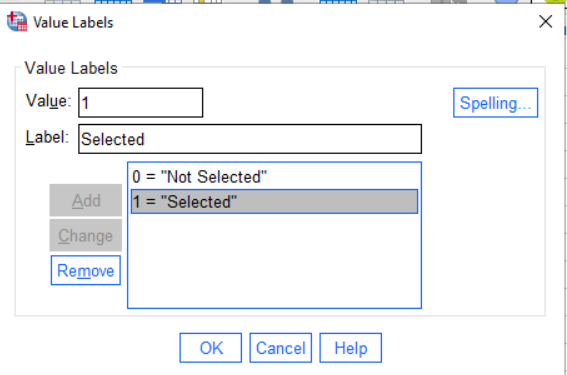 Value Labels
Value Labels
Value: 1
Spelling...
Label: Selected
0 = "Not Selected"
1 = "Selected"
Add
Change
Remove
OK Cancel Help